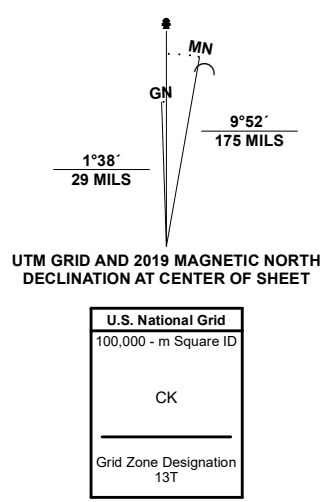 MN
GN
9°52´
175 MILS
1°38´
29 MILS
UTM GRID AND 2019 MAGNETIC NORTH
DECLINATION AT CENTER OF SHEET
U.S. National Grid
100,000 - m Square ID
CK
Grid Zone Designation
13T